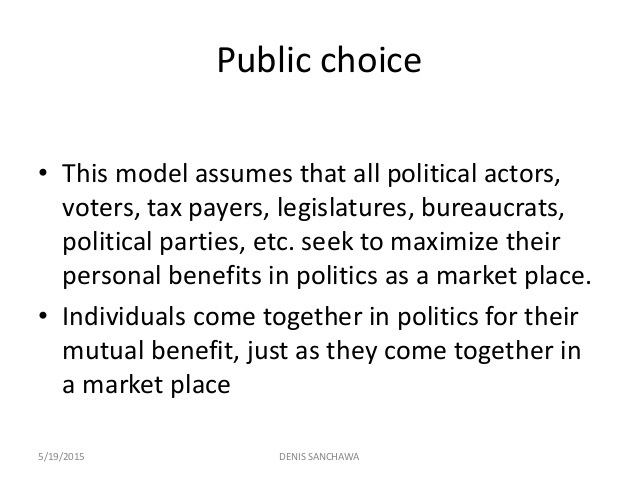 Public choice
• This model assumes that all political actors,
voters, tax payers, legislatures, bureaucrats,
political parties, etc. seek to maximize their
personal benefits in politics as a market place.
• Individuals come together in politics for their
mutual benefit, just as they come together in
a market place
5/19/2015 DENIS SANCHAWA